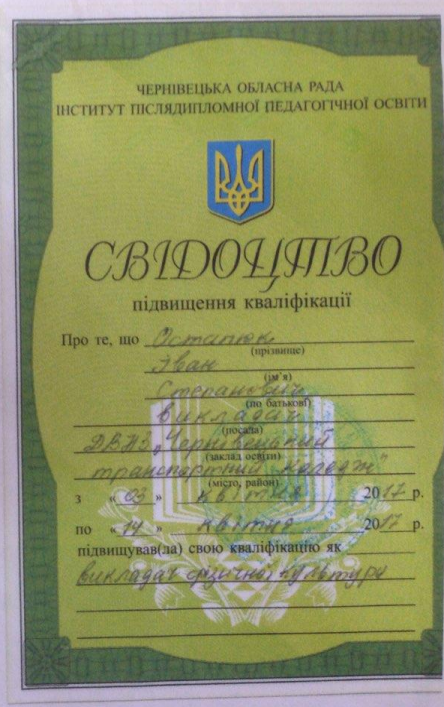 ЧЕРНІВЕЦЬКА ОБЛАСНА РАДА
ІНСТИТУТ ПІСЛЯДИПЛОМНОЇ ПЕДАГОГІЧНОЇ ОСВІТИ
СВІДОЦТВО
підвищення кваліфікації
Про те, що Остапюк
(прізвище)
Іван
(ім'я)
Степанович
(по батькові)
викладач
(посада)
ДВНЗ „Чернівецький
(заклад освіти)
транспортний коледж"
(місто, район)
з «03» квітня 2017 р.
по «14» квітня 2017 р.
підвищував(ла) свою кваліфікацію як
викладач фізичної культури